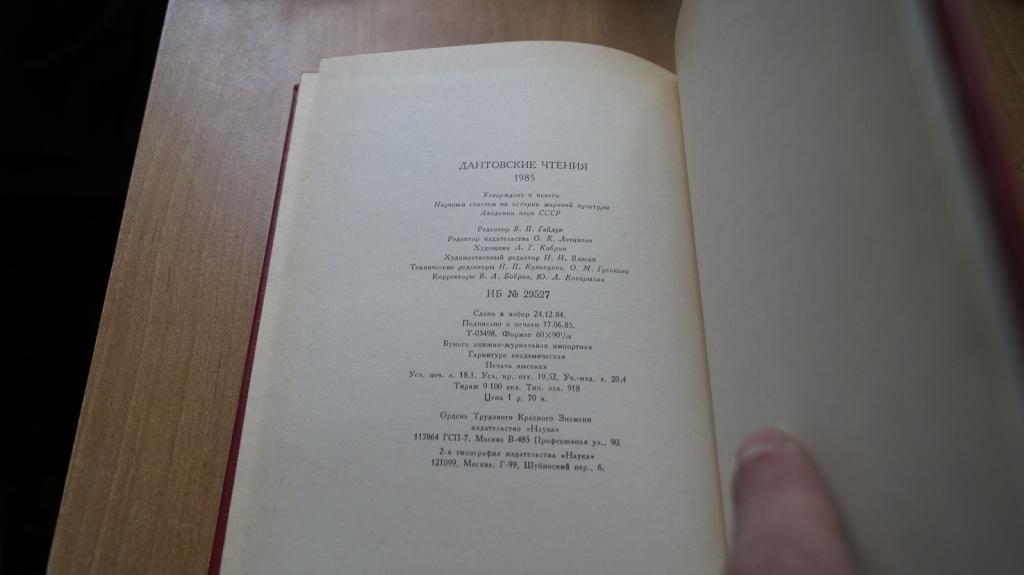 ДАНТОВСКИЕ ЧТЕНИЯ
1985
Утверждено к печати
Научным советом по истории мировой культуры
Академии наук СССР
Редактор В. П. Гайдук
Редактор издательства О. К. Логинова
Художник А. Г. Кобрин
Художественный редактор Н. Н. Власик
Технические редакторы Н. П. Кузнецова, О. М. Гуськова
Корректоры В. А. Бобров, Ю. Л. Косорыгин
ИБ № 29527
Сдано в набор 24.12.84.
Подписано к печати 17.06.85.
Т-03498. Формат 60×90¹/₁₆
Бумага книжно-журнальная импортная
Гарнитура академическая
Печать высокая
Усл. печ. л. 18,1. Усл. кр. отт. 19,52. Уч.-изд. л. 20,4
Тираж 9 100 экз. Тип. зак. 918
Цена 1 р. 70 к.
Ордена Трудового Красного Знамени
издательство «Наука»
117864 ГСП-7, Москва В-485 Профсоюзная ул., 90.
2-я типография издательства «Наука»
121099, Москва, Г-99, Шубинский пер., 6.